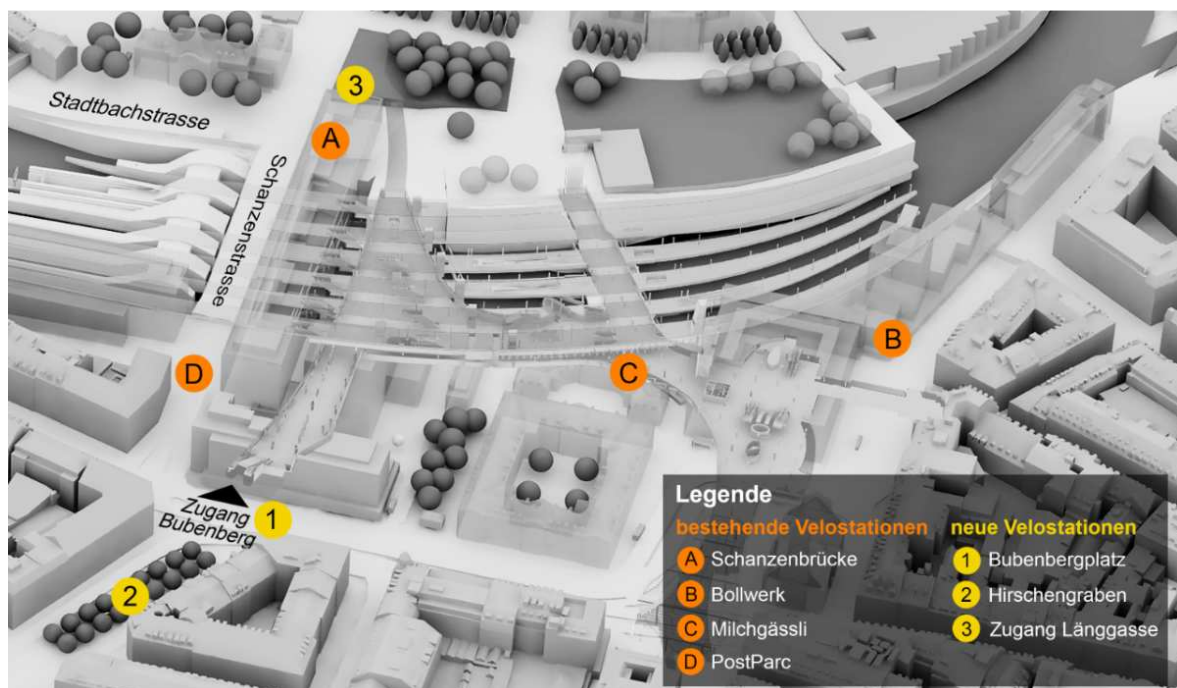 3
Stadtbachstrasse
A
Schanzenstrasse
B
D
C
Zugang
Bubenberg
1
2
Legende
bestehende Velostationen
A Schanzenbrücke
B Bollwerk
C Milchgässli
D PostParc
neue Velostationen
1 Bubenbergplatz
2 Hirschengraben
3 Zugang Länggasse